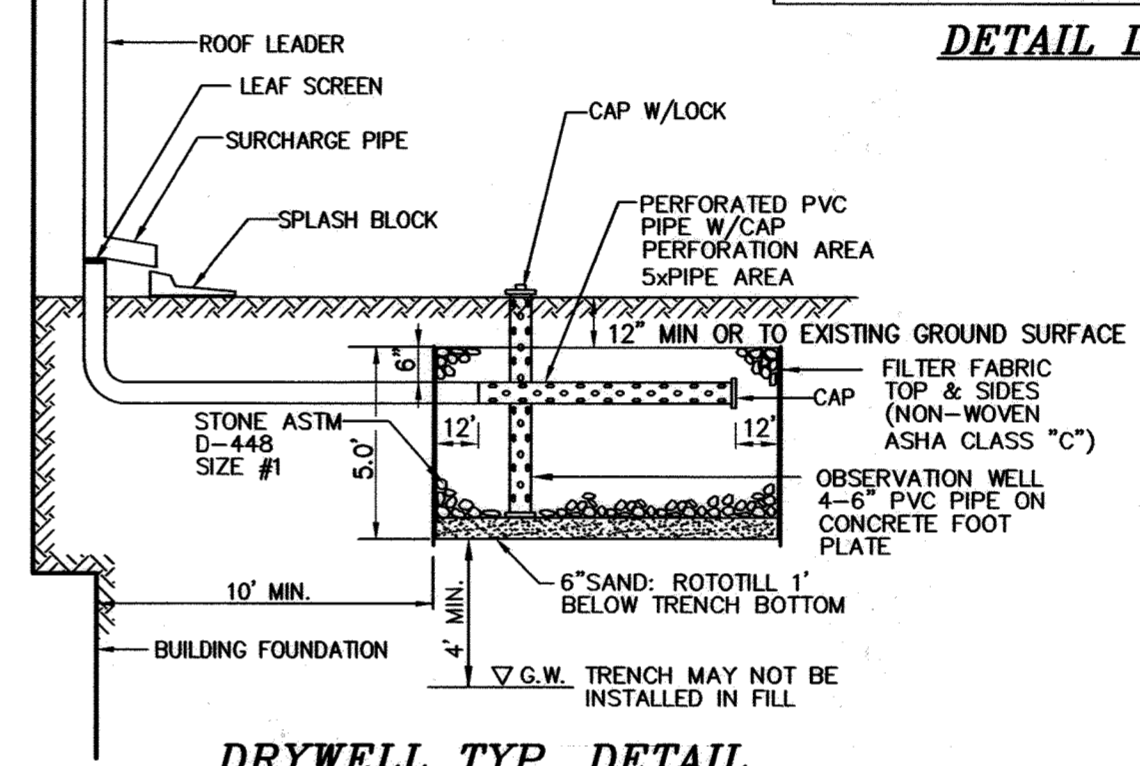 DETAIL
ROOF LEADER
LEAF SCREEN
SURCHARGE PIPE
SPLASH BLOCK
CAP W/LOCK
PERFORATED PVC
PIPE W/CAP
PERFORATION AREA
5xPIPE AREA
12" MIN OR TO EXISTING GROUND SURFACE
6"
FILTER FABRIC
TOP & SIDES
(NON-WOVEN
ASHA CLASS "C")
CAP
STONE ASTM
D-448
SIZE #1
5.0'
12'
12'
OBSERVATION WELL
4-6" PVC PIPE ON
CONCRETE FOOT
PLATE
6"SAND: ROTOTILL 1'
BELOW TRENCH BOTTOM
10' MIN.
4' MIN.
BUILDING FOUNDATION
G.W. TRENCH MAY NOT BE
INSTALLED IN FILL
DRYWELL TYP. DETAIL